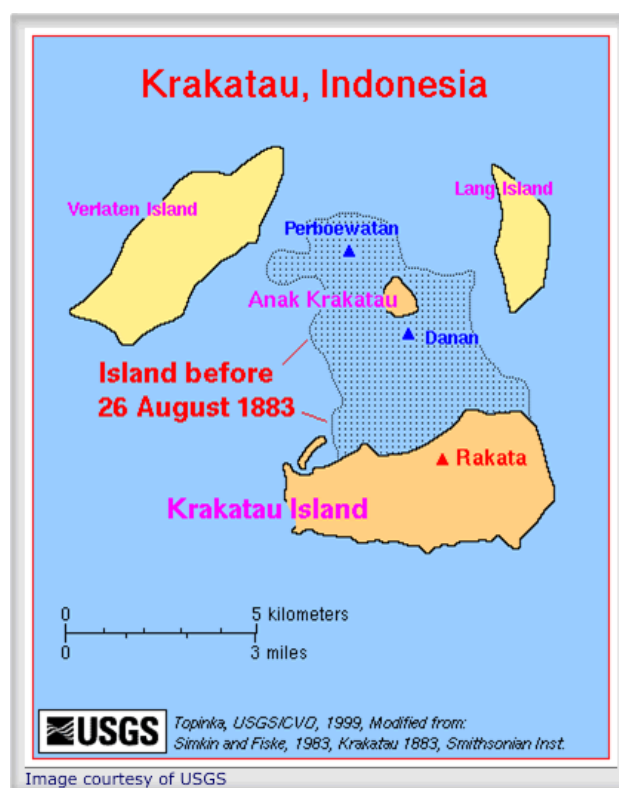 Krakatau, Indonesia
Verlaten Island
Lang Island
Perboewatan
Anak Krakatau
Danan
Island before
26 August 1883
Rakata
Krakatau Island
0 5 kilometers
0 3 miles
USGS
Topinka, USGS/CVO, 1999, Modified from:
Simkin and Fiske, 1983, Krakatau 1883, Smithsonian Inst.
Image courtesy of USGS